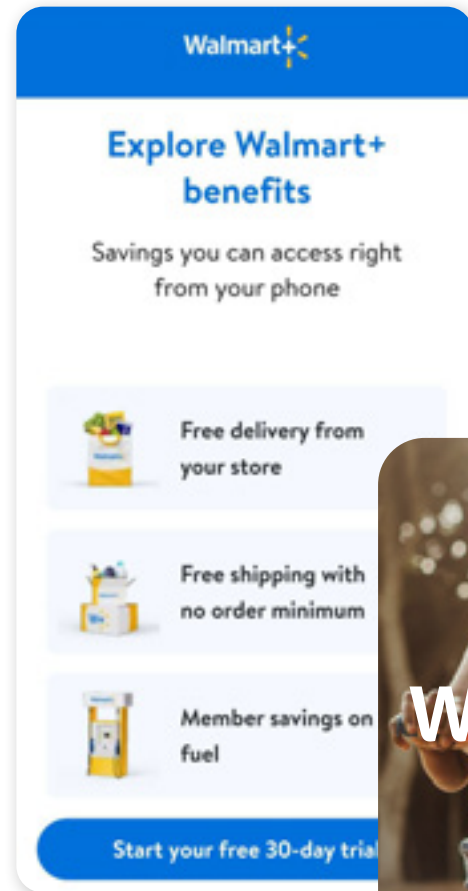 Walmart+
Explore Walmart+
benefits
Savings you can access right
from your phone
Free delivery from
your store
Free shipping with
no order minimum
Member savings on
fuel
Start your free 30-day trial
W